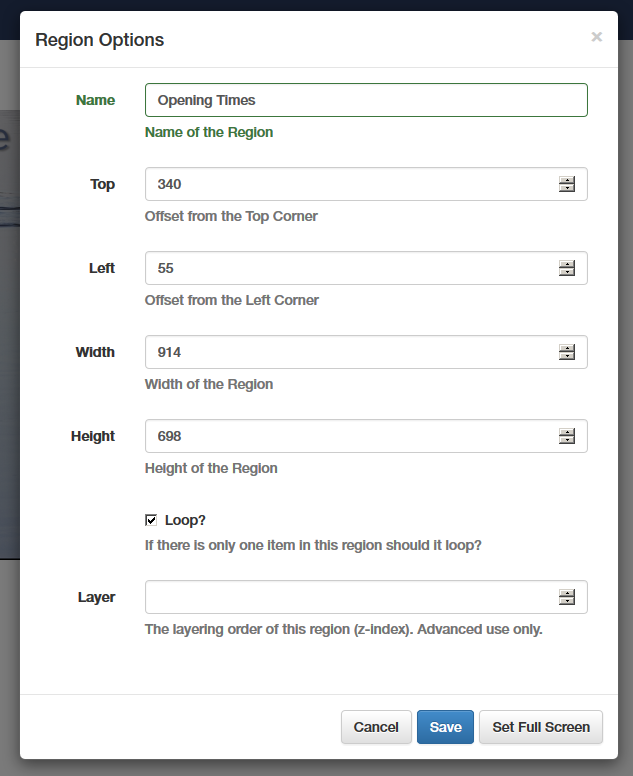 Region Options
×
Name
Opening Times
Name of the Region
Top
340
Offset from the Top Corner
Left
55
Offset from the Left Corner
Width
914
Width of the Region
Height
698
Height of the Region
Loop?
If there is only one item in this region should it loop?
Layer
The layering order of this region (z-index). Advanced use only.
Cancel Save Set Full Screen
e